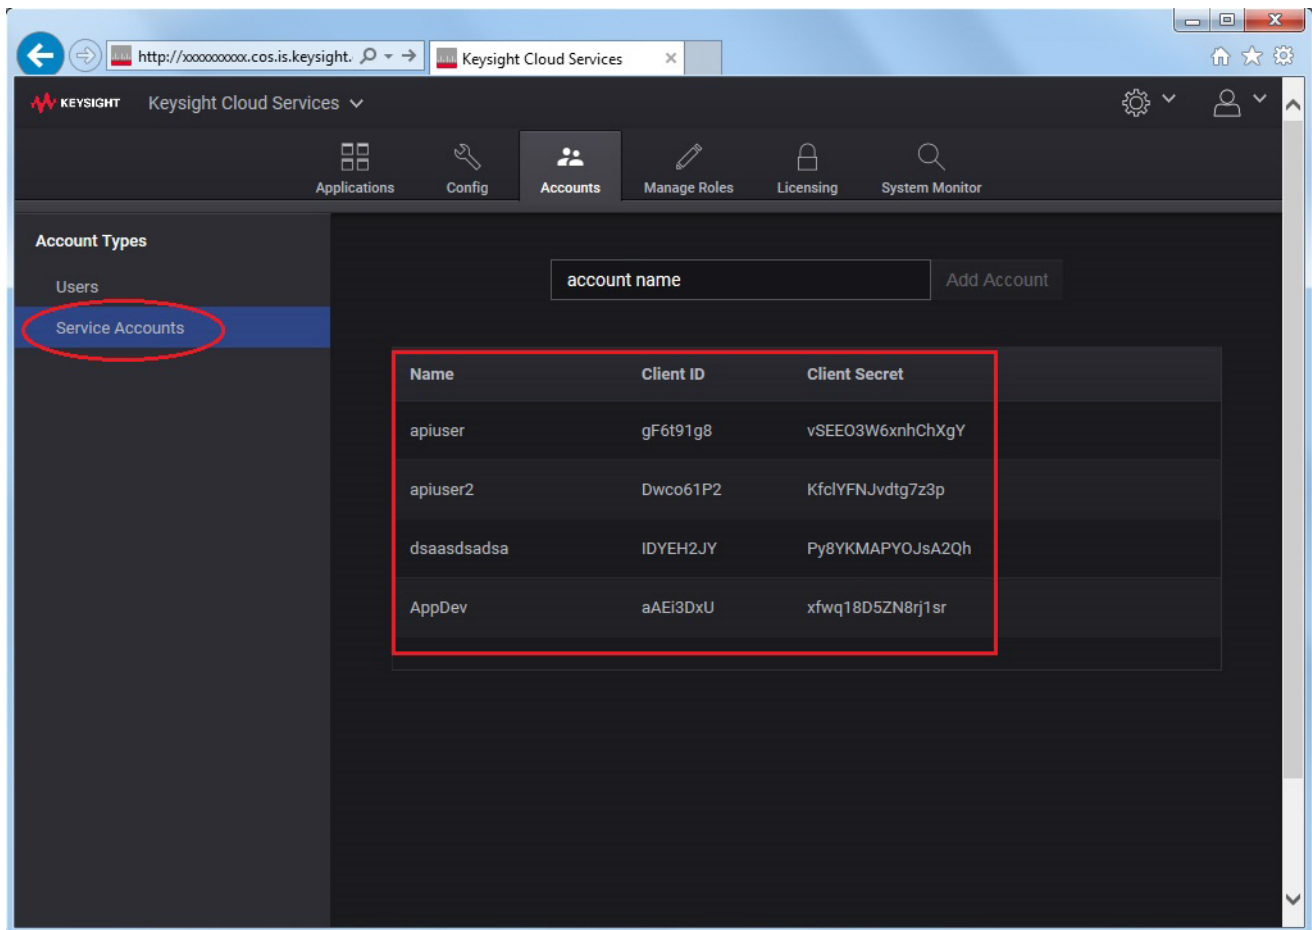 http://xxxxxxxxxx.cos.is.keysight.
Keysight Cloud Services
KEYSIGHT Keysight Cloud Services
Applications Config Accounts Manage Roles Licensing System Monitor
Account Types
Users
Service Accounts
account name Add Account
Name Client ID Client Secret
apiuser gF6t91g8 vSEEO3W6xnhChXgY
apiuser2 Dwco61P2 KfclYFNJvdtg7z3p
dsaasdsadsa IDYEH2JY Py8YKMAPYOJsA2Qh
AppDev aAEi3DxU xfwq18D5ZN8rj1sr